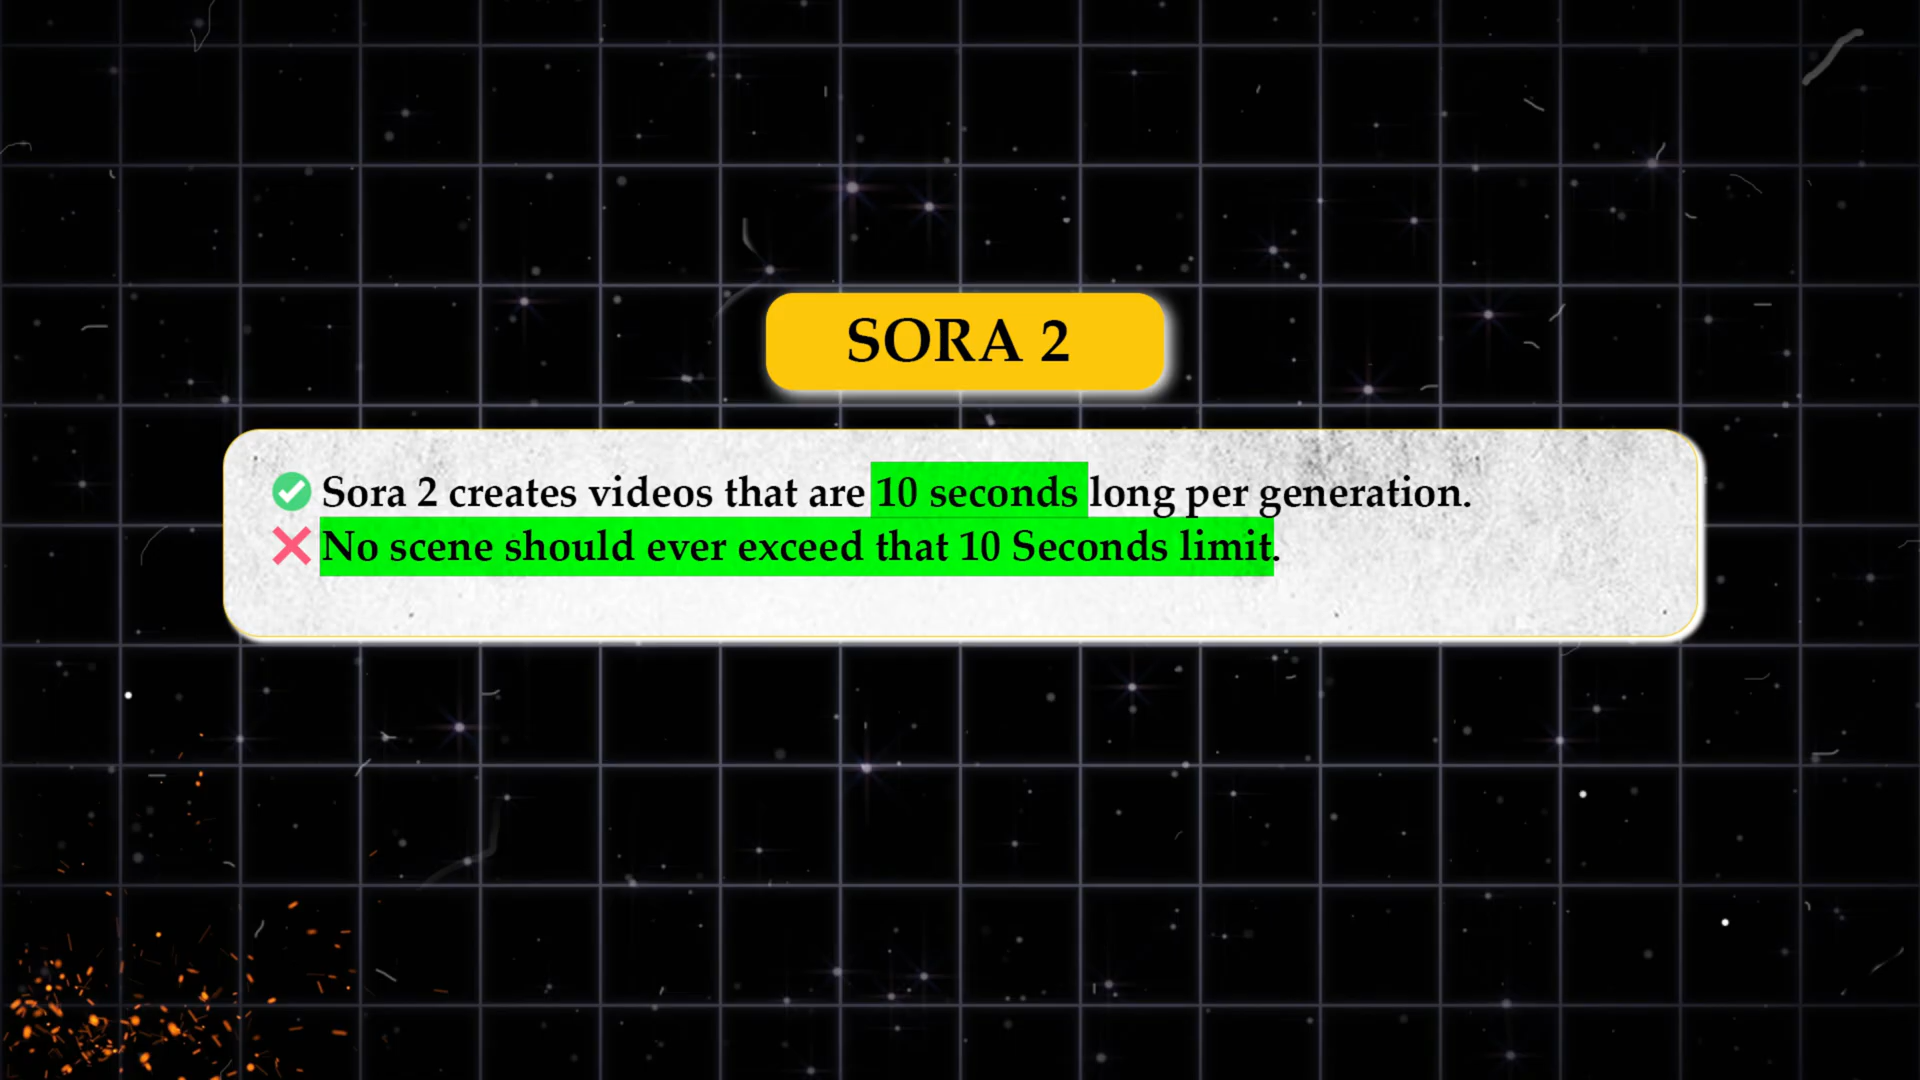 SORA 2
✅ Sora 2 creates videos that are 10 seconds long per generation.
❌ No scene should ever exceed that 10 Seconds limit.